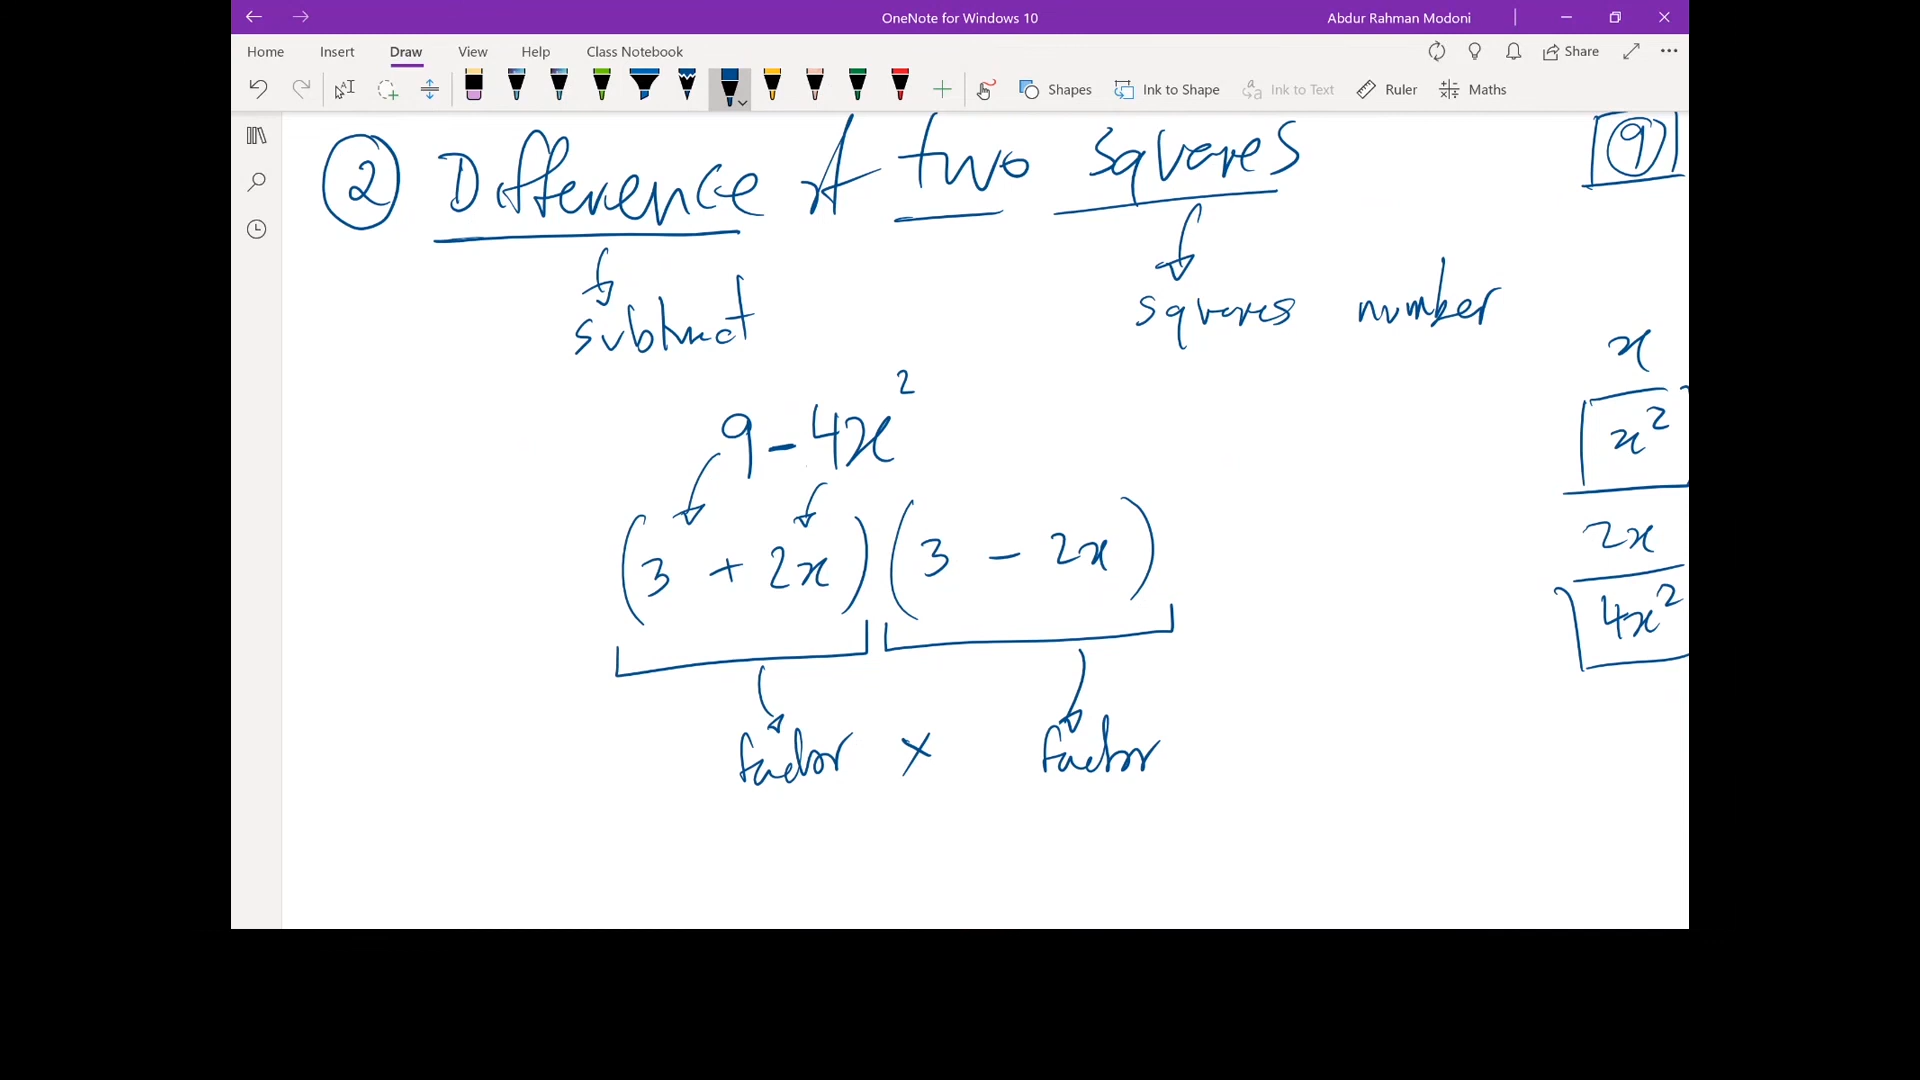 OneNote for Windows 10
Abdur Rahman Modoni
Home Insert Draw View Help Class Notebook
Share
Shapes Ink to Shape Ink to Text Ruler Maths
② Difference of two squares
9
subtract
squares number
x
9 - 4x²
x²
(3 + 2x)(3 - 2x)
2x
4x²
factor × factor